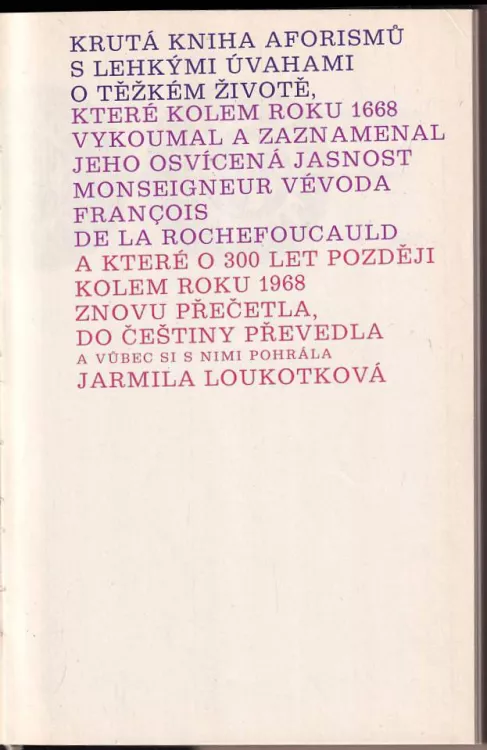 KRUTÁ KNIHA AFORISMŮ
S LEHKÝMI ÚVAHAMI
O TĚŽKÉM ŽIVOTĚ,
KTERÉ KOLEM ROKU 1668
VYKOUMAL A ZAZNAMENAL
JEHO OSVÍCENÁ JASNOST
MONSEIGNEUR VÉVODA
FRANÇOIS
DE LA ROCHEFOUCAULD
A KTERÉ O 300 LET POZDĚJI
KOLEM ROKU 1968
ZNOVU PŘEČETLA,
DO ČEŠTINY PŘEVEDLA
A VŮBEC SI S NIMI POHRÁLA
JARMILA LOUKOTKOVÁ